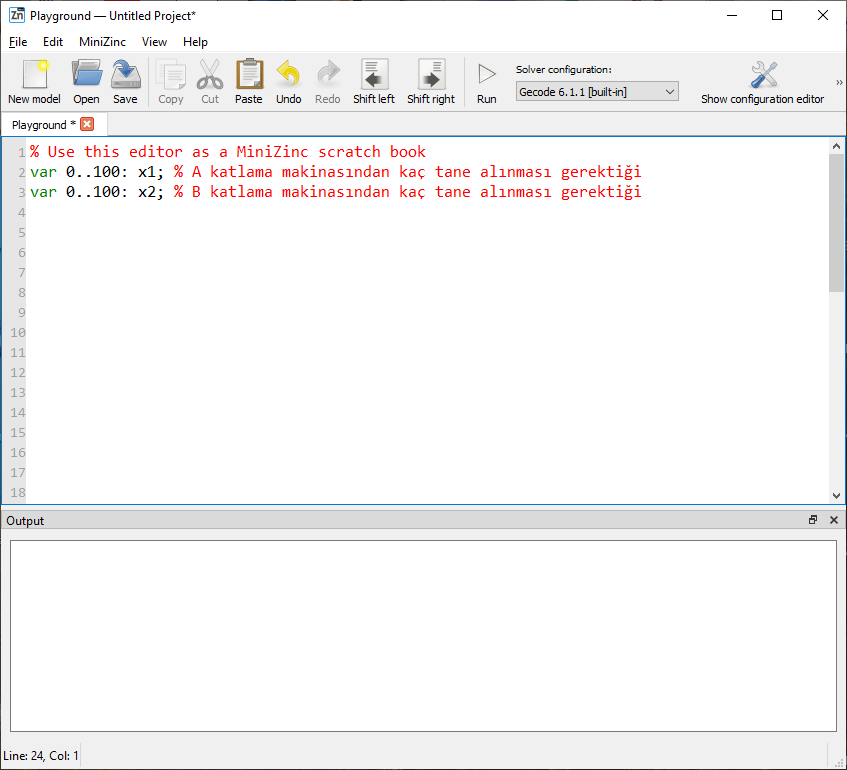 Playground — Untitled Project*
File Edit MiniZinc View Help
New model Open Save Copy Cut Paste Undo Redo Shift left Shift right Run Solver configuration: Gecode 6.1.1 [built-in] Show configuration editor »
Playground *
1 % Use this editor as a MiniZinc scratch book
2 var 0..100: x1; % A katlama makinasından kaç tane alınması gerektiği
3 var 0..100: x2; % B katlama makinasından kaç tane alınması gerektiği
4
5
6
7
8
9
10
11
12
13
14
15
16
17
18
Output
Line: 24, Col: 1